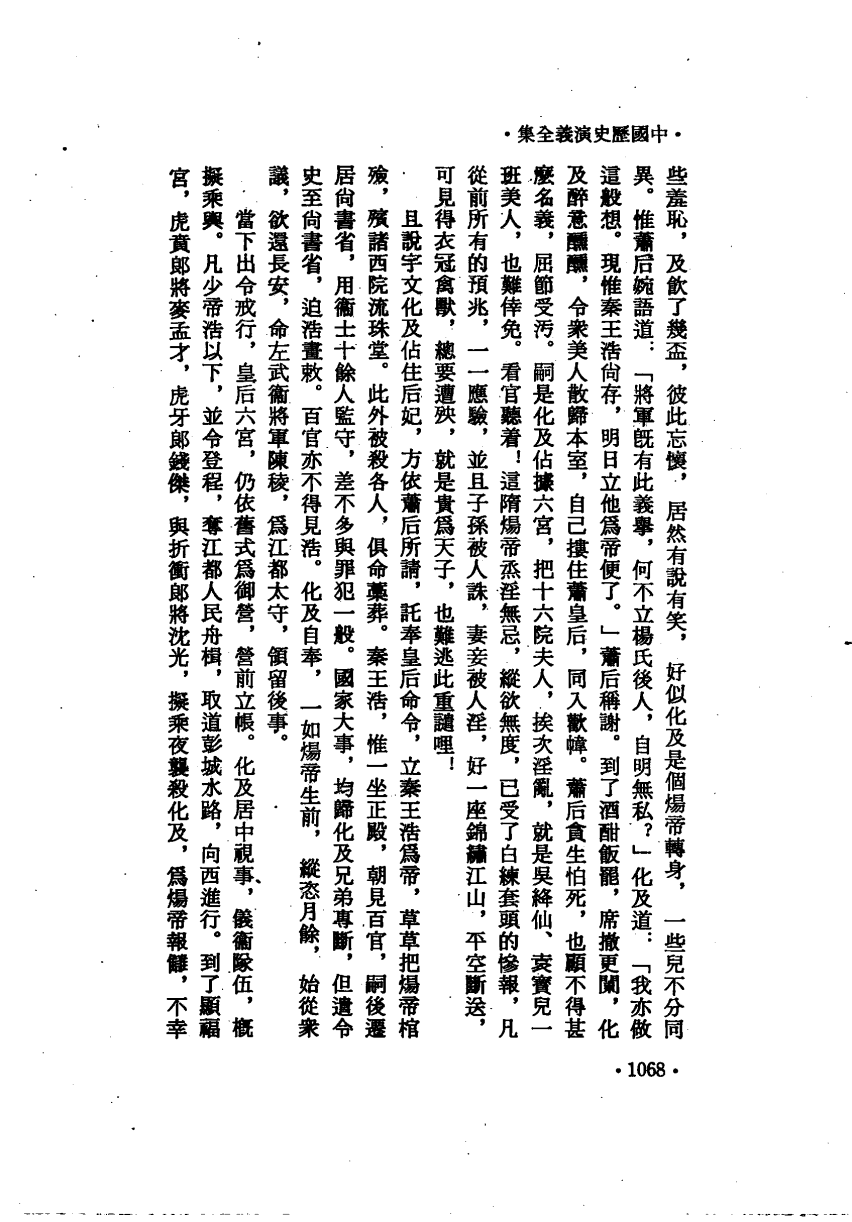 •中國歷史演義全集•
些羞恥，及飲了幾盃，彼此忘懷，居然有說有笑，好似化及是個煬帝轉身，一些兒不分同
異。惟蕭后婉語道：「將軍既有此義擧，何不立楊氏後人，自明無私？」化及道：「我亦做
這般想。現惟秦王浩尙存，明日立他爲帝便了。」蕭后稱謝。到了酒酣飯罷，席撤更闌，化
及醉意醺醺，令衆美人散歸本室，自己摟住蕭皇后，同入歡幃。蕭后貪生怕死，也顧不得甚
麽名義，屈節受污。嗣是化及佔據六宮，把十六院夫人，挨次淫亂，就是吳絳仙、袁寶兒一
班美人，也難倖免。看官聽着！這隋煬帝烝淫無忌，縱欲無度，已受了白練套頭的慘報，凡
從前所有的預兆，一一應驗，並且子孫被人誅，妻妾被人淫，好一座錦繡江山，平空斷送，
可見得衣冠禽獸，總要遭殃，就是貴爲天子，也難逃此重譴哩！
且說宇文化及佔住后妃，方依蕭后所請，託奉皇后命令，立秦王浩爲帝，草草把煬帝棺
殮，殯諸西院流珠堂。此外被殺各人，俱命藁葬。秦王浩，惟一坐正殿，朝見百官，嗣後遷
居尙書省，用衞士十餘人監守，差不多與罪犯一般。國家大事，均歸化及兄弟專斷，但遣令
史至尙書省，迫浩畫敕。百官亦不得見浩。化及自奉，一如煬帝生前，縱恣月餘，始從衆
議，欲還長安，命左武衞將軍陳稜，爲江都太守，領留後事。
當下出令戒行，皇后六宮，仍依舊式爲御營，營前立帳。化及居中視事、儀衞隊伍，槪
擬乘輿。凡少帝浩以下，並令登程，奪江都人民舟楫，取道彭城水路，向西進行。到了顯福
宮，虎賁郞將麥孟才，虎牙郞錢傑，與折衝郞將沈光，擬乘夜襲殺化及，爲煬帝報讎，不幸
•1068•